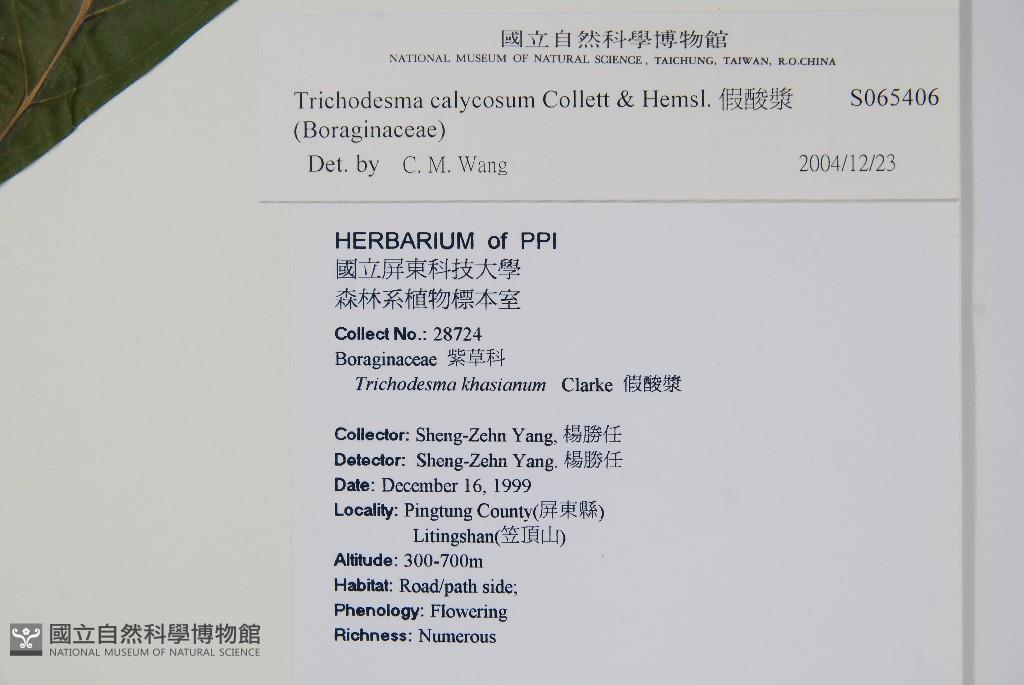 國立自然科學博物館
NATIONAL MUSEUM OF NATURAL SCIENCE, TAICHUNG, TAIWAN, R.O.CHINA
Trichodesma calycosum Collett & Hemsl. 假酸漿 S065406
(Boraginaceae)
Det. by C. M. Wang 2004/12/23
HERBARIUM of PPI
國立屏東科技大學
森林系植物標本室
Collect No.: 28724
Boraginaceae 紫草科
Trichodesma khasianum Clarke 假酸漿
Collector: Sheng-Zehn Yang, 楊勝任
Detector: Sheng-Zehn Yang. 楊勝任
Date: December 16, 1999
Locality: Pingtung County(屏東縣)
Litingshan(笠頂山)
Altitude: 300-700m
Habitat: Road/path side;
Phenology: Flowering
Richness: Numerous
國立自然科學博物館
NATIONAL MUSEUM OF NATURAL SCIENCE